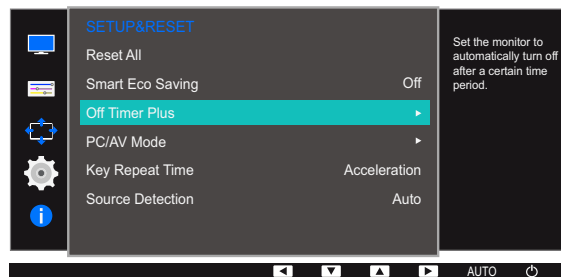 SETUP&RESET
Reset All
Smart Eco Saving Off
Off Timer Plus
PC/AV Mode
Key Repeat Time Acceleration
Source Detection Auto
Set the monitor to
automatically turn off
after a certain time
period.
AUTO